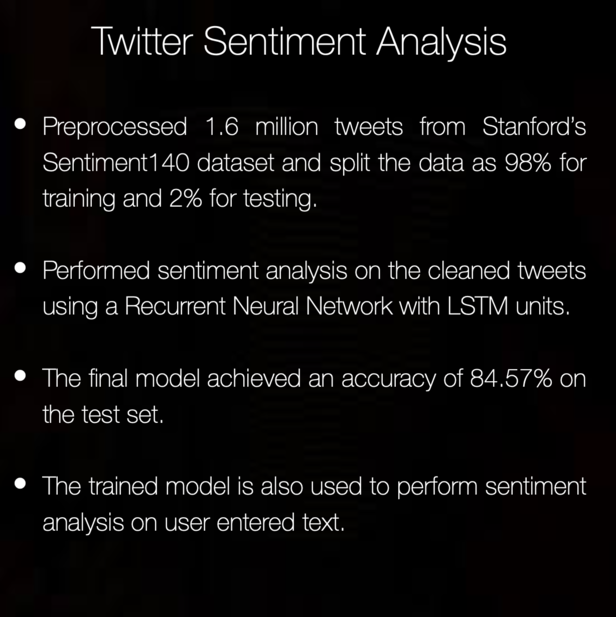 Twitter Sentiment Analysis
• Preprocessed 1.6 million tweets from Stanford's
Sentiment140 dataset and split the data as 98% for
training and 2% for testing.
• Performed sentiment analysis on the cleaned tweets
using a Recurrent Neural Network with LSTM units.
• The final model achieved an accuracy of 84.57% on
the test set.
• The trained model is also used to perform sentiment
analysis on user entered text.